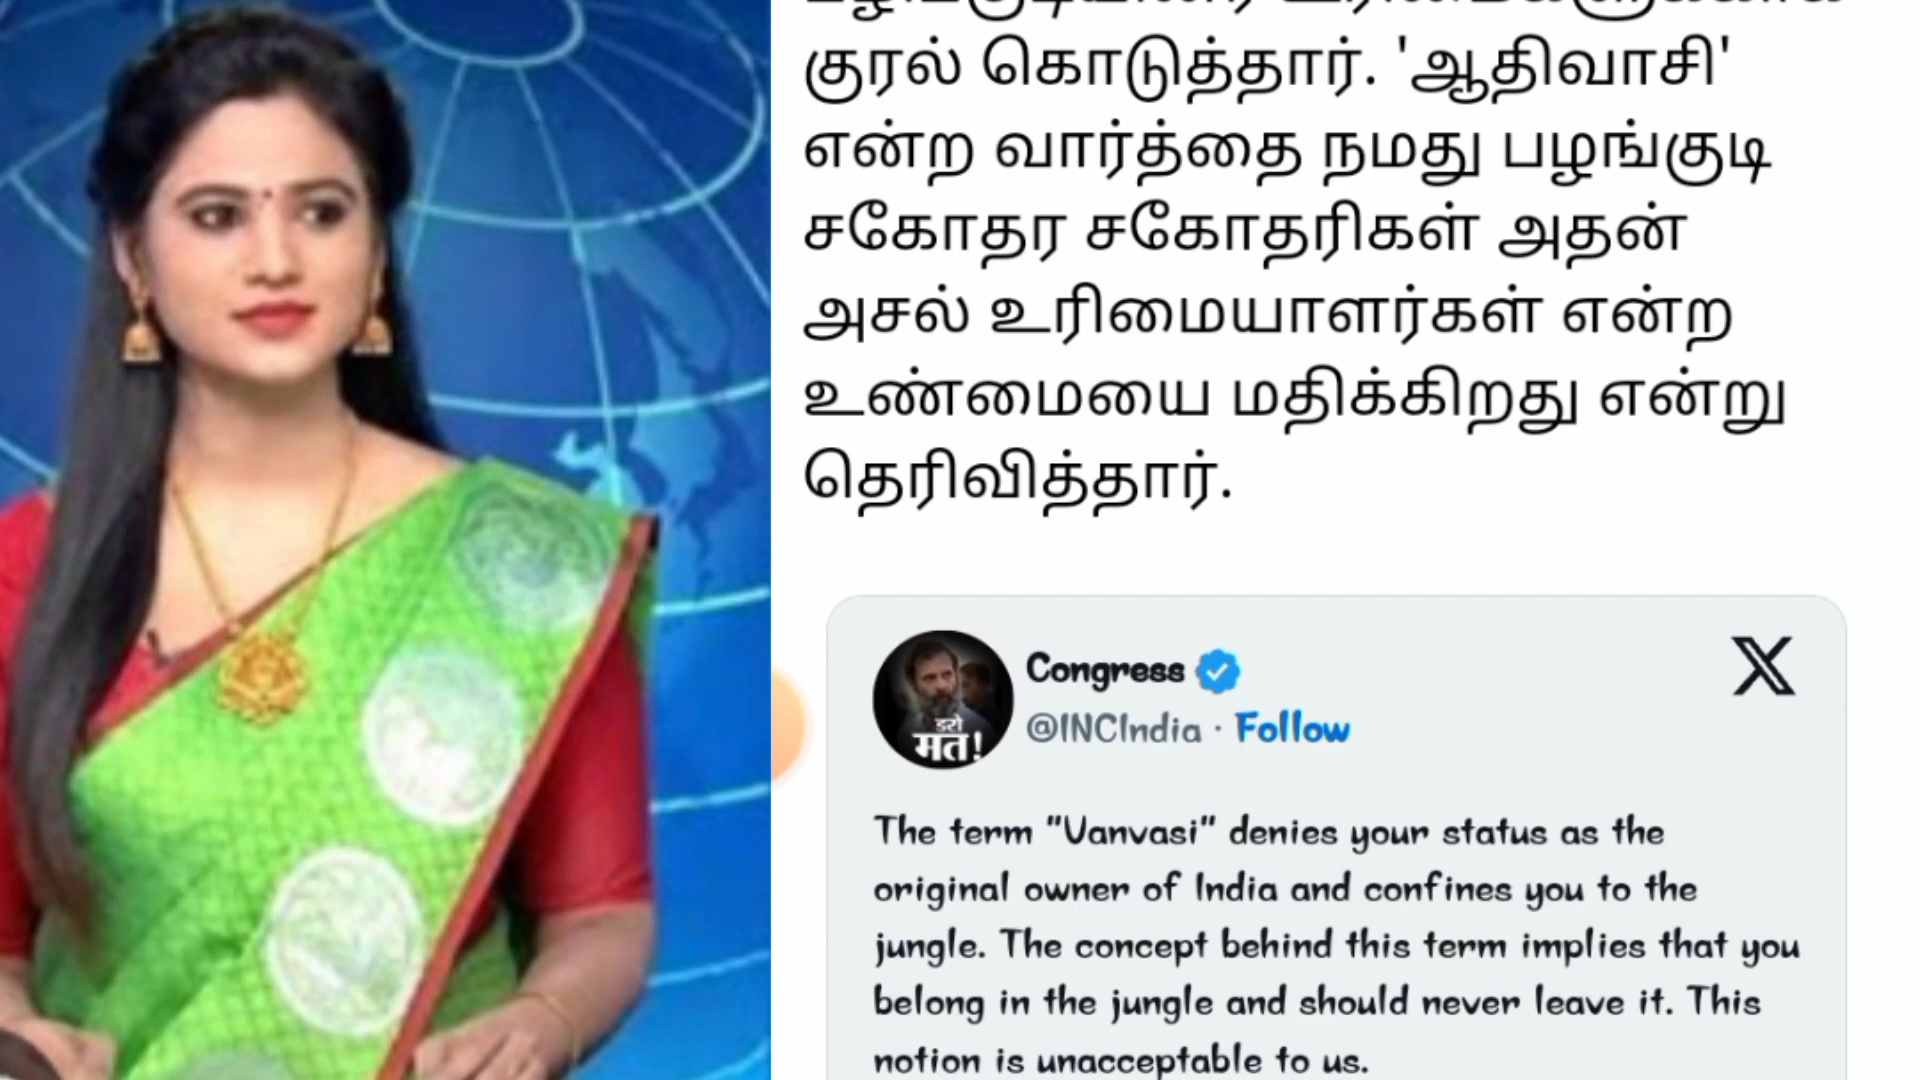 குரல் கொடுத்தார். 'ஆதிவாசி'
என்ற வார்த்தை நமது பழங்குடி
சகோதர சகோதரிகள் அதன்
அசல் உரிமையாளர்கள் என்ற
உண்மையை மதிக்கிறது என்று
தெரிவித்தார்.
Congress
@INCIndia · Follow
डरो
मत!
The term "Vanvasi" denies your status as the
original owner of India and confines you to the
jungle. The concept behind this term implies that you
belong in the jungle and should never leave it. This
notion is unacceptable to us.